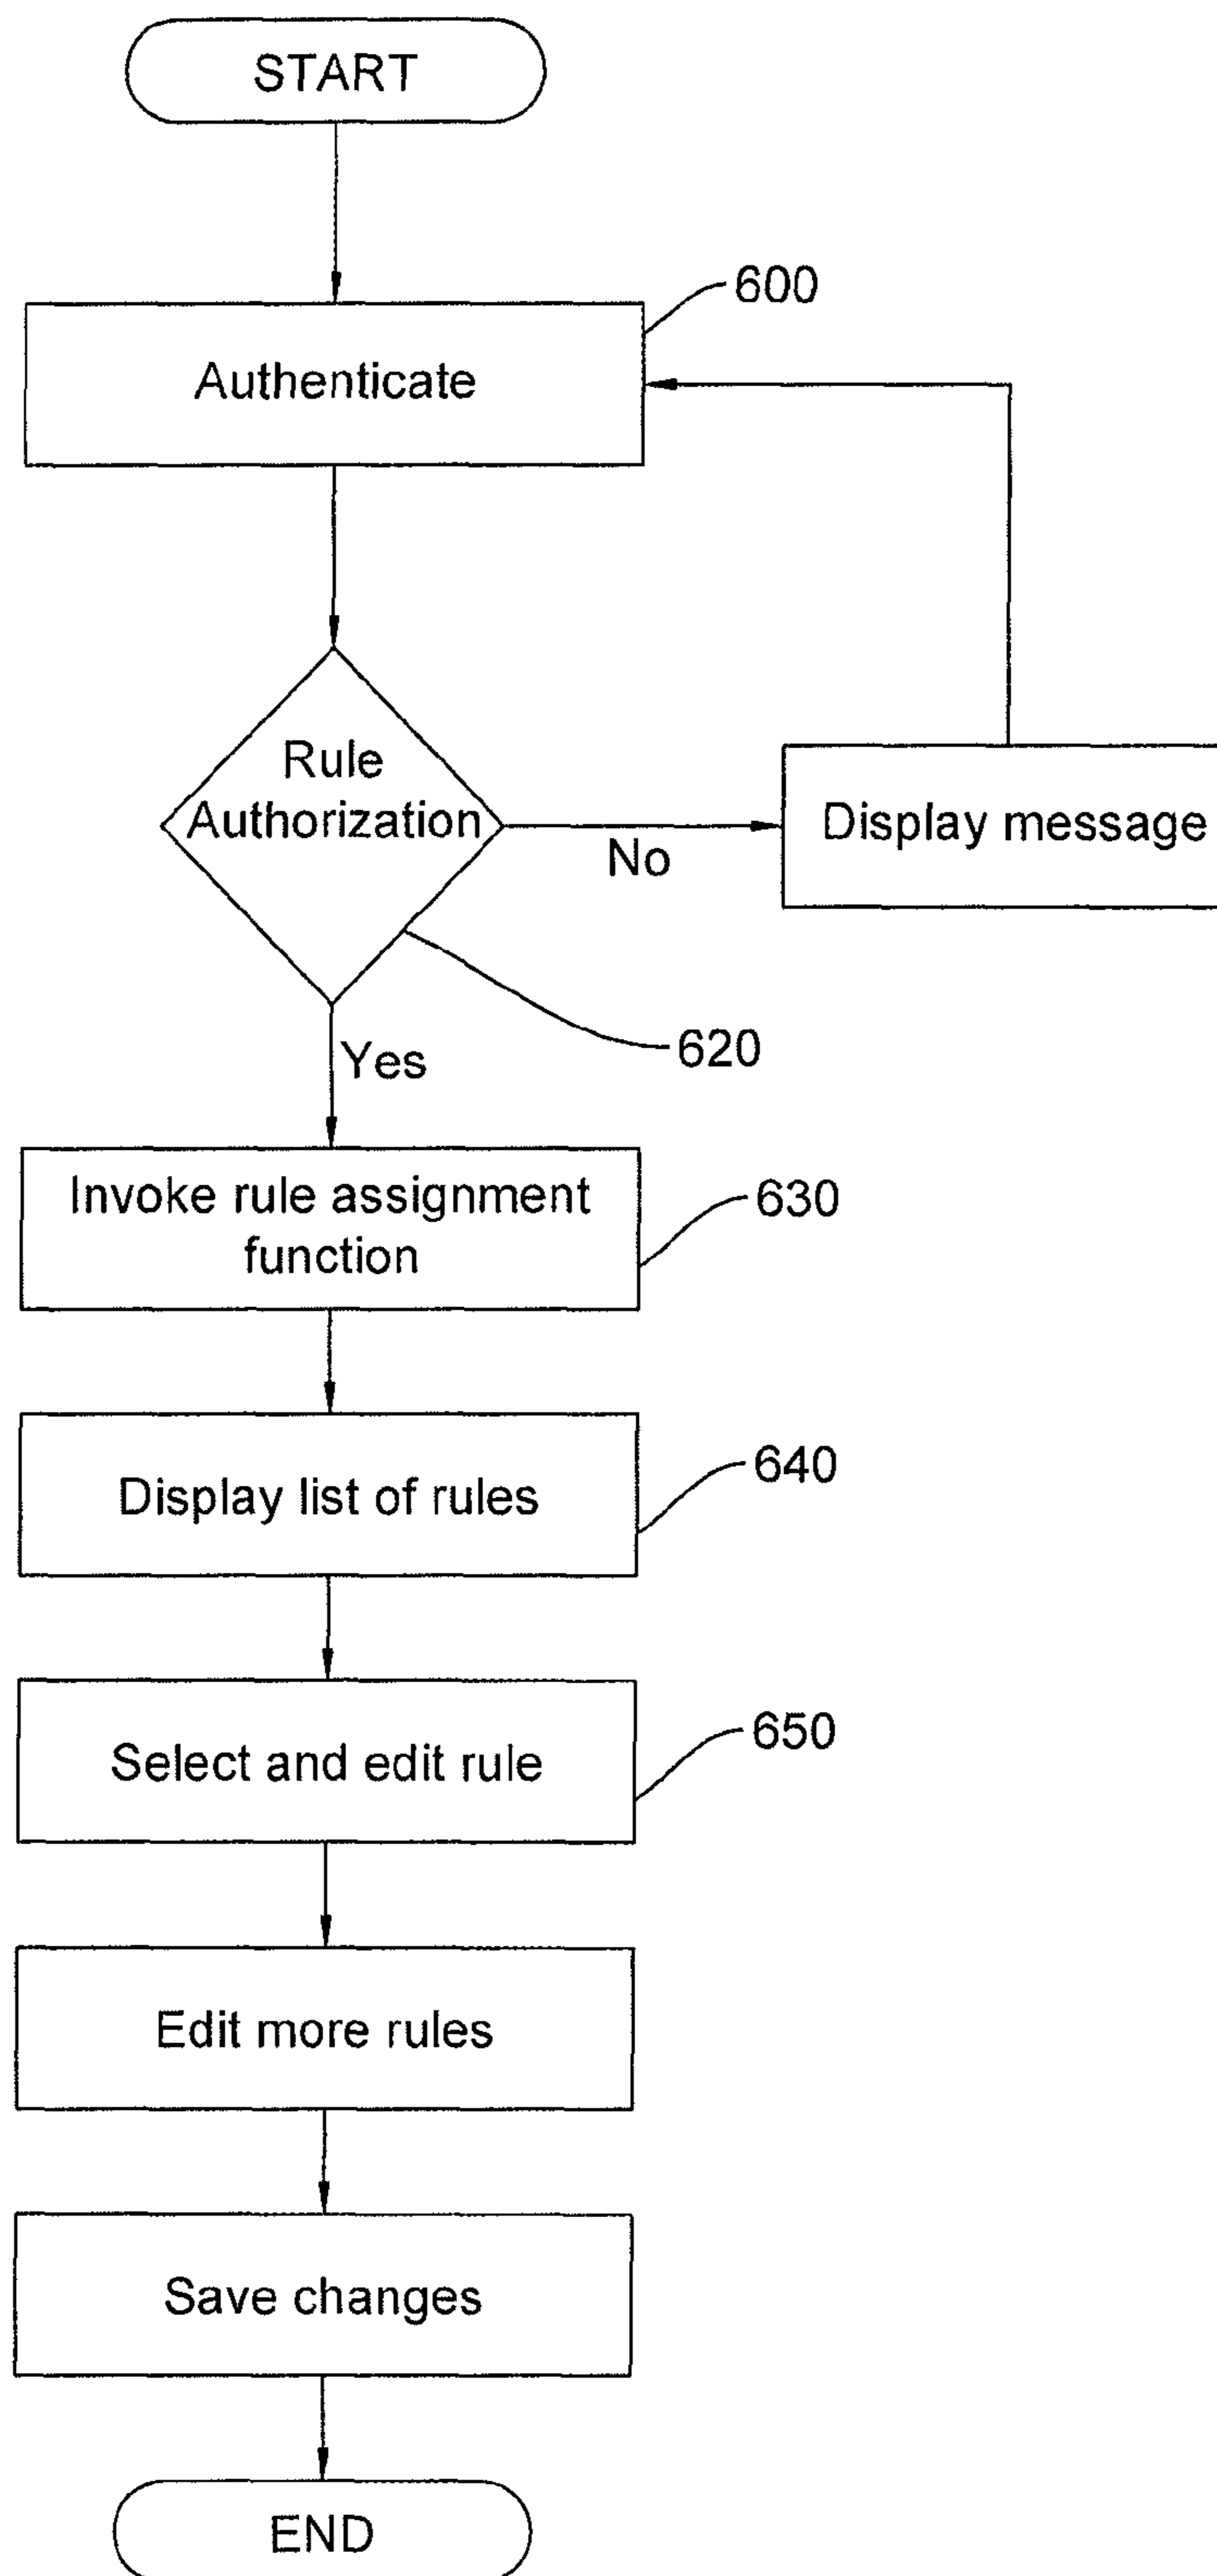 START
600
Authenticate
Rule
Authorization
No
Display message
620
Yes
Invoke rule assignment
function
630
Display list of rules
640
Select and edit rule
650
Edit more rules
Save changes
END